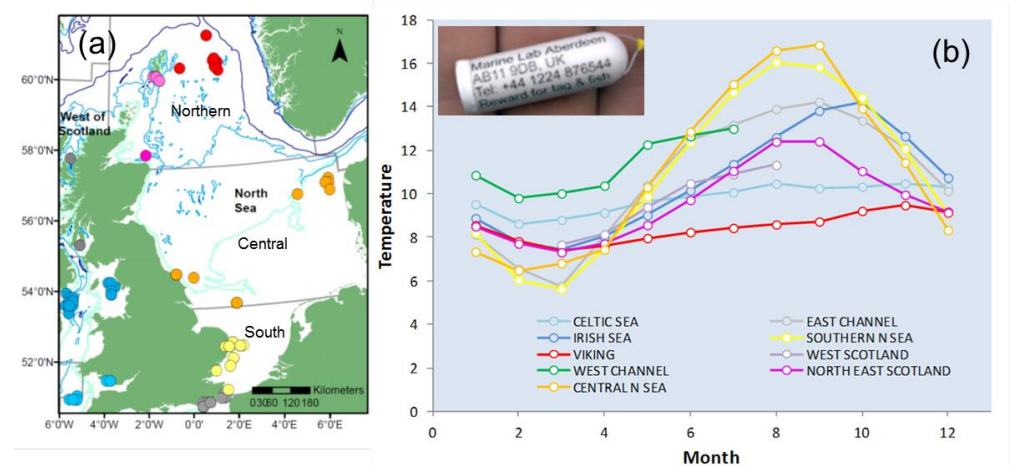 (a)
60°0'N
58°0'N
56°0'N
54°0'N
52°0'N
6°0'W
4°0'W
2°0'W
0°0'
2°0'E
4°0'E
6°0'E
N
Northern
West of
Scotland
North
Sea
Central
South
Kilometers
03060 120 180
(b)
Marine Lab Aberdeen
AB11 9DB, UK
Tel: +44 1224 876544
Reward for tag & fish
Temperature
18
16
14
12
10
8
6
4
2
0
0
2
4
6
8
10
12
Month
CELTIC SEA
EAST CHANNEL
IRISH SEA
SOUTHERN N SEA
VIKING
WEST SCOTLAND
WEST CHANNEL
NORTH EAST SCOTLAND
CENTRAL N SEA